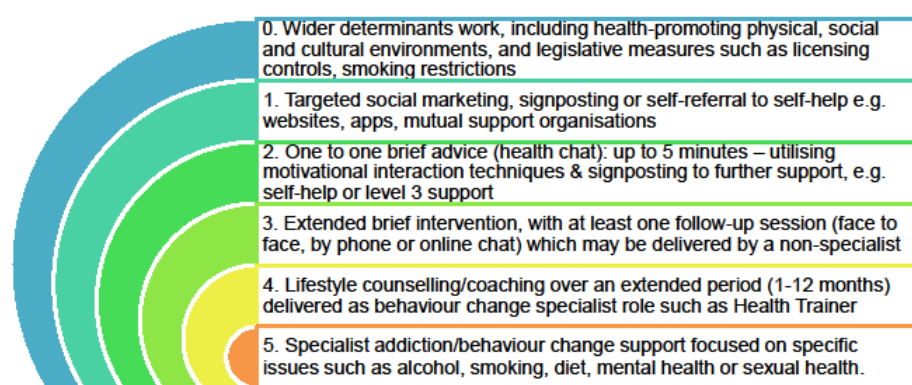 0. Wider determinants work, including health-promoting physical, social
and cultural environments, and legislative measures such as licensing
controls, smoking restrictions
1. Targeted social marketing, signposting or self-referral to self-help e.g.
websites, apps, mutual support organisations
2. One to one brief advice (health chat): up to 5 minutes – utilising
motivational interaction techniques & signposting to further support, e.g.
self-help or level 3 support
3. Extended brief intervention, with at least one follow-up session (face to
face, by phone or online chat) which may be delivered by a non-specialist
4. Lifestyle counselling/coaching over an extended period (1-12 months)
delivered as behaviour change specialist role such as Health Trainer
5. Specialist addiction/behaviour change support focused on specific
issues such as alcohol, smoking, diet, mental health or sexual health.